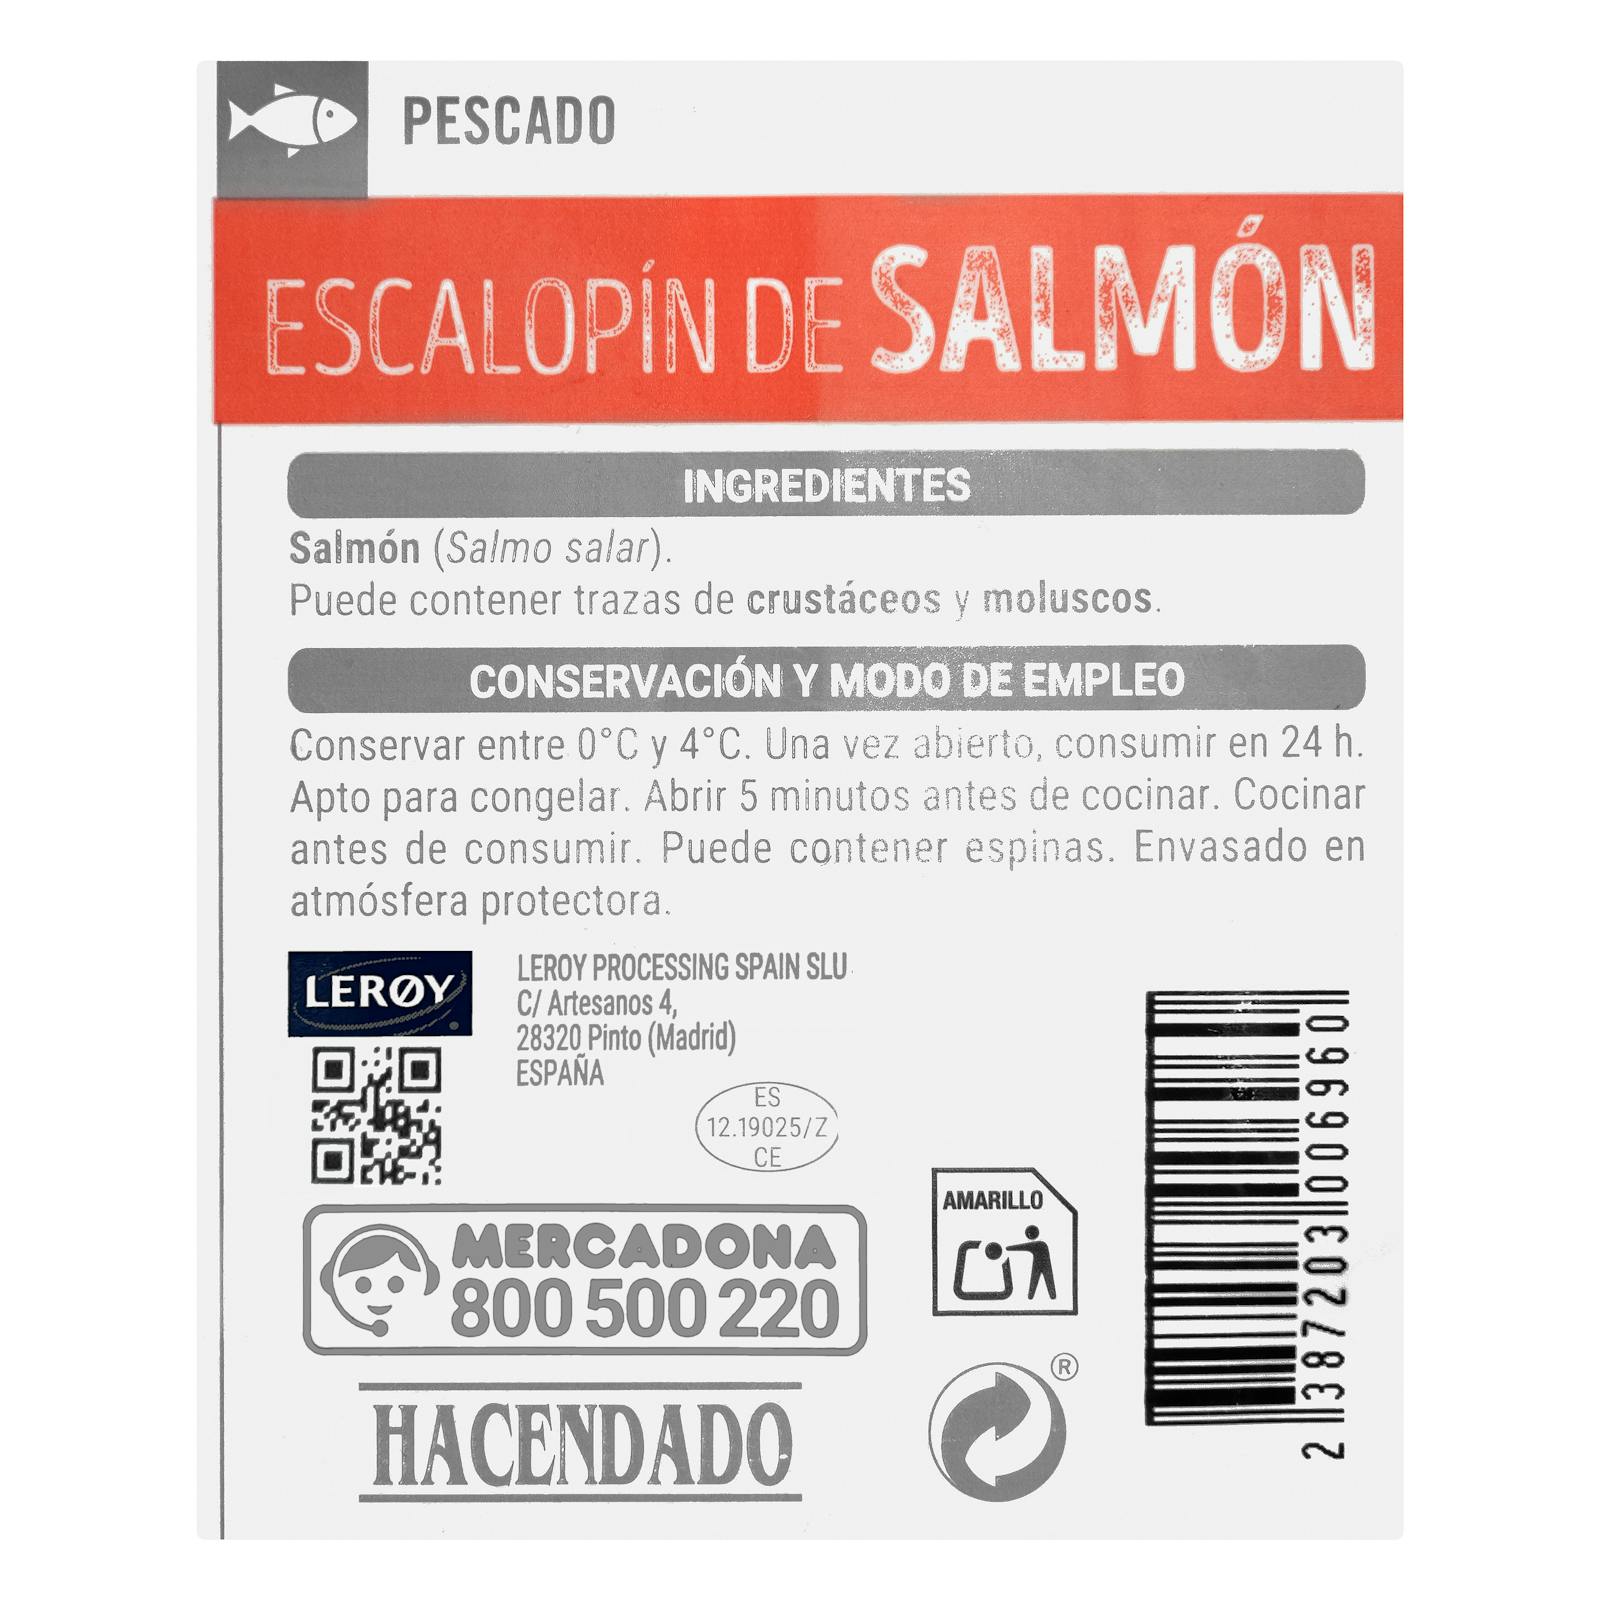 PESCADO
ESCALOPÍN DE SALMÓN
INGREDIENTES
Salmón (Salmo salar).
Puede contener trazas de crustáceos y moluscos.
CONSERVACIÓN Y MODO DE EMPLEO
Conservar entre 0°C y 4°C. Una vez abierto, consumir en 24 h.
Apto para congelar. Abrir 5 minutos antes de cocinar. Cocinar
antes de consumir. Puede contener espinas. Envasado en
atmósfera protectora.
LERØY
LEROY PROCESSING SPAIN SLU
C/ Artesanos 4,
28320 Pinto (Madrid)
ESPAÑA
ES
12.19025/Z
CE
AMARILLO
MERCADONA
800 500 220
HACENDADO
®
2 387203 006960